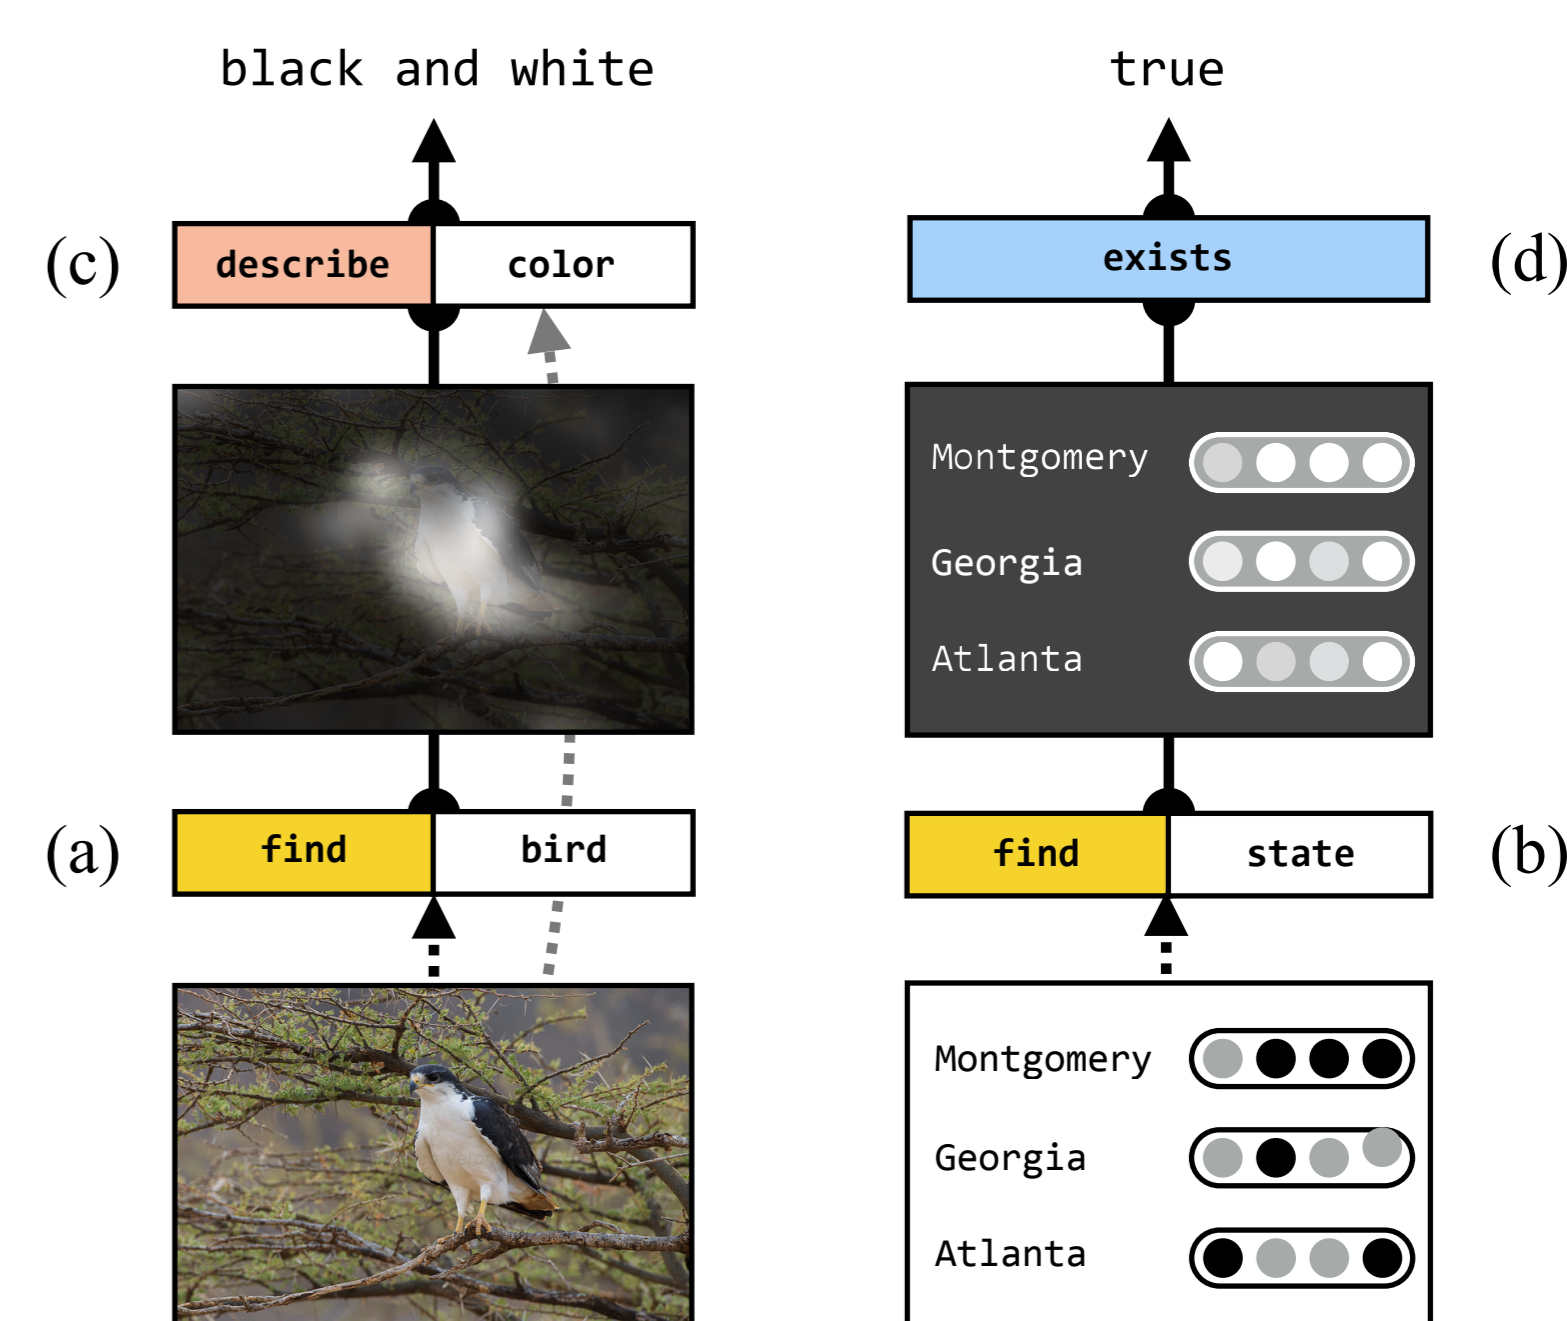 black and white
true
(c)
describe
color
exists
(d)
Montgomery
Georgia
Atlanta
(a)
find
bird
find
state
(b)
Montgomery
Georgia
Atlanta